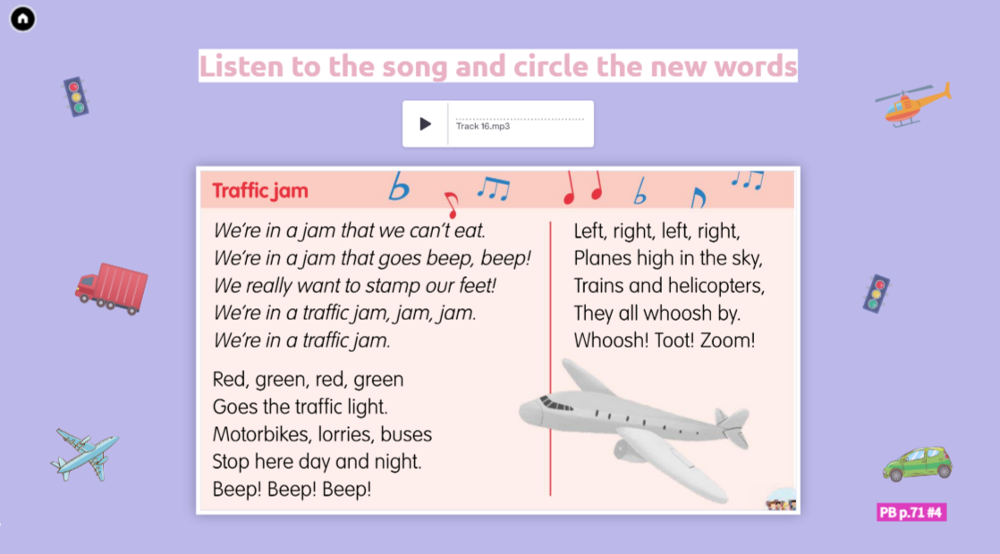 Listen to the song and circle the new words
Track 16.mp3
Traffic jam
We're in a jam that we can't eat.
We're in a jam that goes beep, beep!
We really want to stamp our feet!
We're in a traffic jam, jam, jam.
We're in a traffic jam.
Red, green, red, green
Goes the traffic light.
Motorbikes, lorries, buses
Stop here day and night.
Beep! Beep! Beep!
Left, right, left, right,
Planes high in the sky,
Trains and helicopters,
They all whoosh by.
Whoosh! Toot! Zoom!
PB p.71 #4